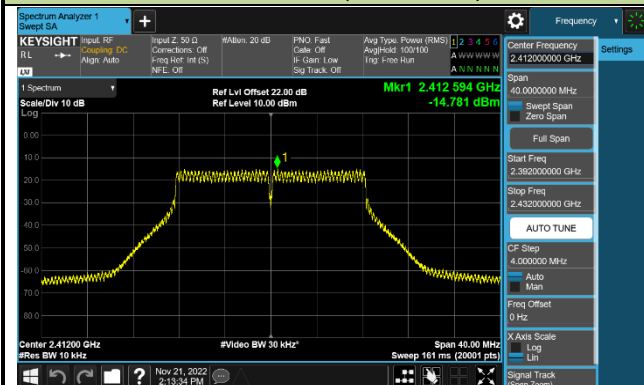 Spectrum Analyzer 1
Swept SA
Frequency
KEYSIGHT
RL
Input RF
Coupling: DC
Align: Auto
Input Z: 50 Ω
Corrections: Off
Freq Ref: Int (S)
NFE: Off
#Atten: 20 dB
PNO: Fast
Gate: Off
IF Gain: Low
Sig Track: Off
Avg Type: Power (RMS)
Avg|Hold: 100/100
Trig: Free Run
1 2 3 4 5 6
A W W W W W
A N N N N N
1 Spectrum
Scale/Div 10 dB
Log
Ref Lvl Offset 22.00 dB
Ref Level 10.00 dBm
Mkr1 2.412 594 GHz
-14.781 dBm
1
0.00
-10.0
-20.0
-30.0
-40.0
-50.0
-60.0
-70.0
-80.0
Center 2.41200 GHz
#Res BW 10 kHz
#Video BW 30 kHz*
Span 40.00 MHz
Sweep 161 ms (20001 pts)
Nov 21, 2022
2:13:34 PM
Center Frequency
2.412000000 GHz
Settings
Span
40.0000000 MHz
Swept Span
Zero Span
Full Span
Start Freq
2.392000000 GHz
Stop Freq
2.432000000 GHz
AUTO TUNE
CF Step
4.000000 MHz
Auto
Man
Freq Offset
0 Hz
X Axis Scale
Log
Lin
Signal Track
(Span Zoom)